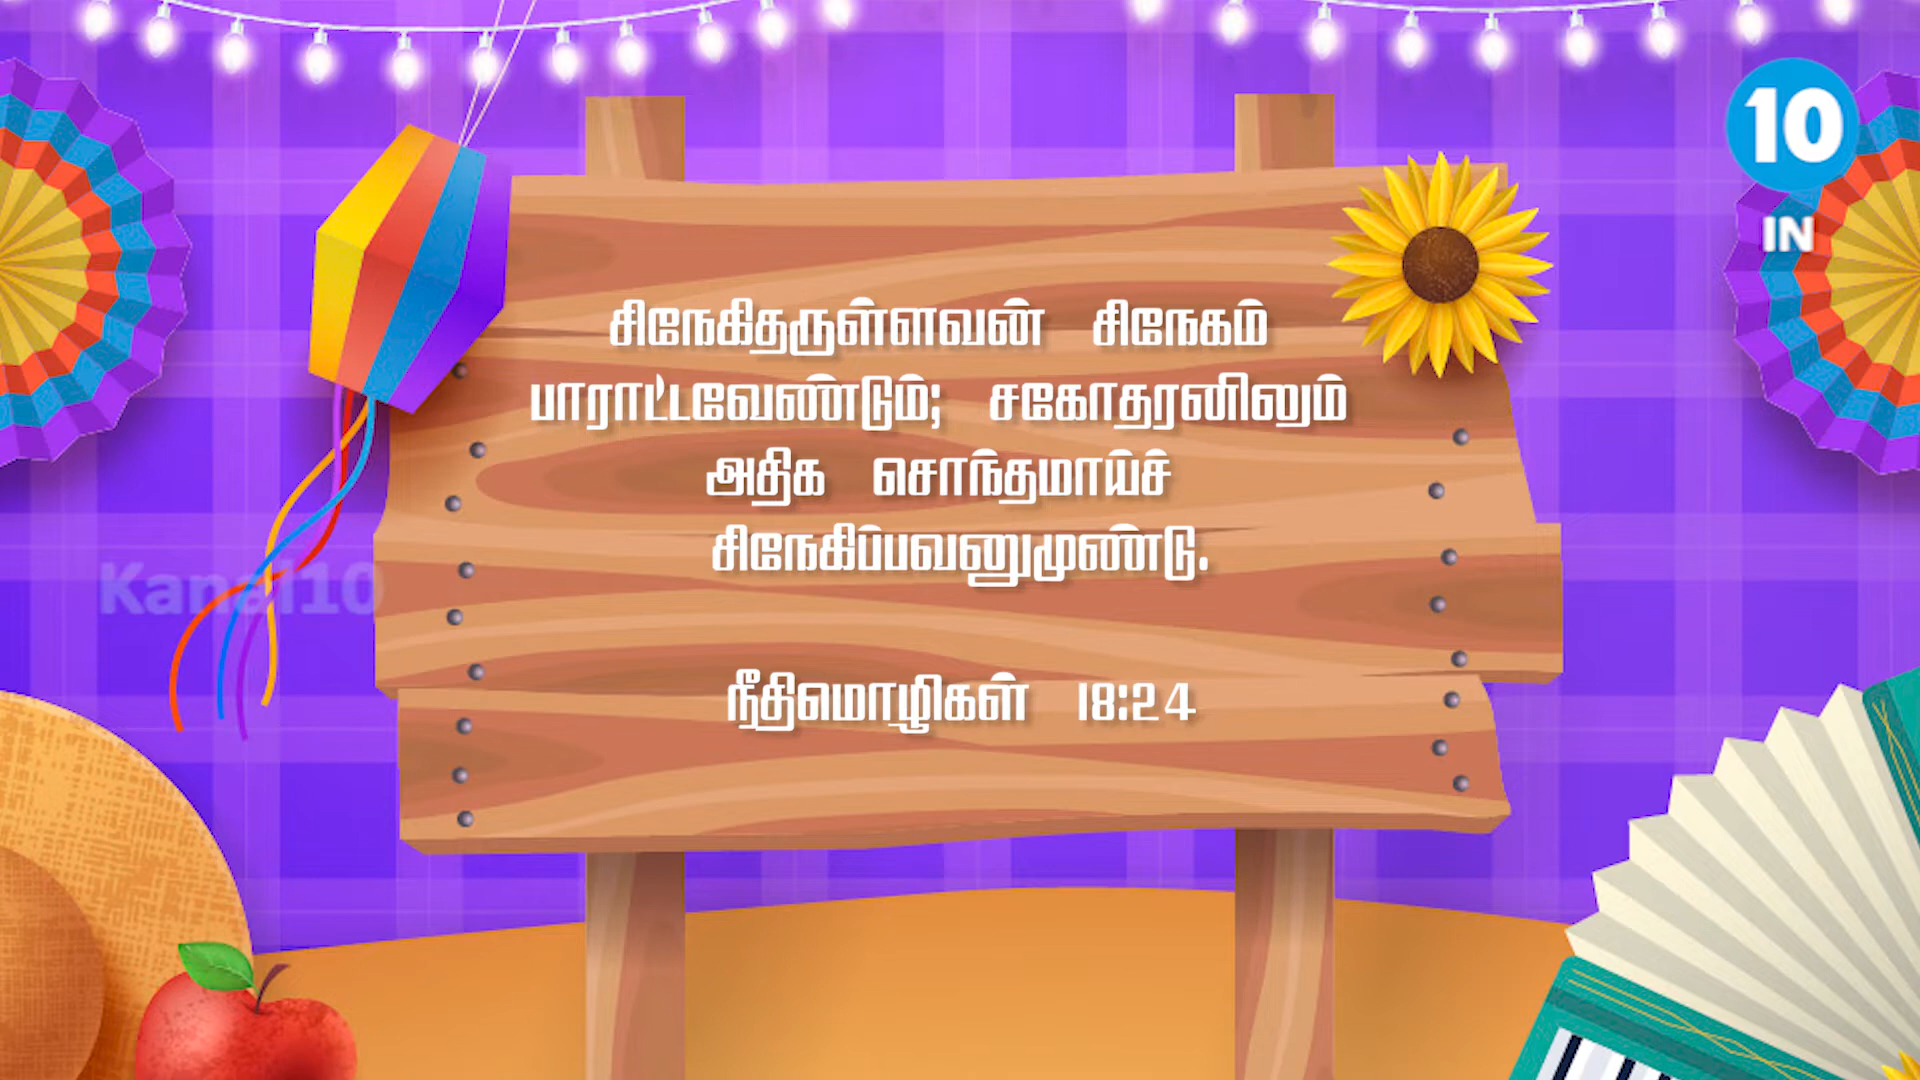 10
IN
சிநேகிதருள்ளவன் சிநேகம்
பாராட்டவேண்டும்; சகோதரனிலும்
அதிக சொந்தமாய்ச்
சிநேகிப்பவனுமுண்டு.
Kanal10
நீதிமொழிகள் 18:24